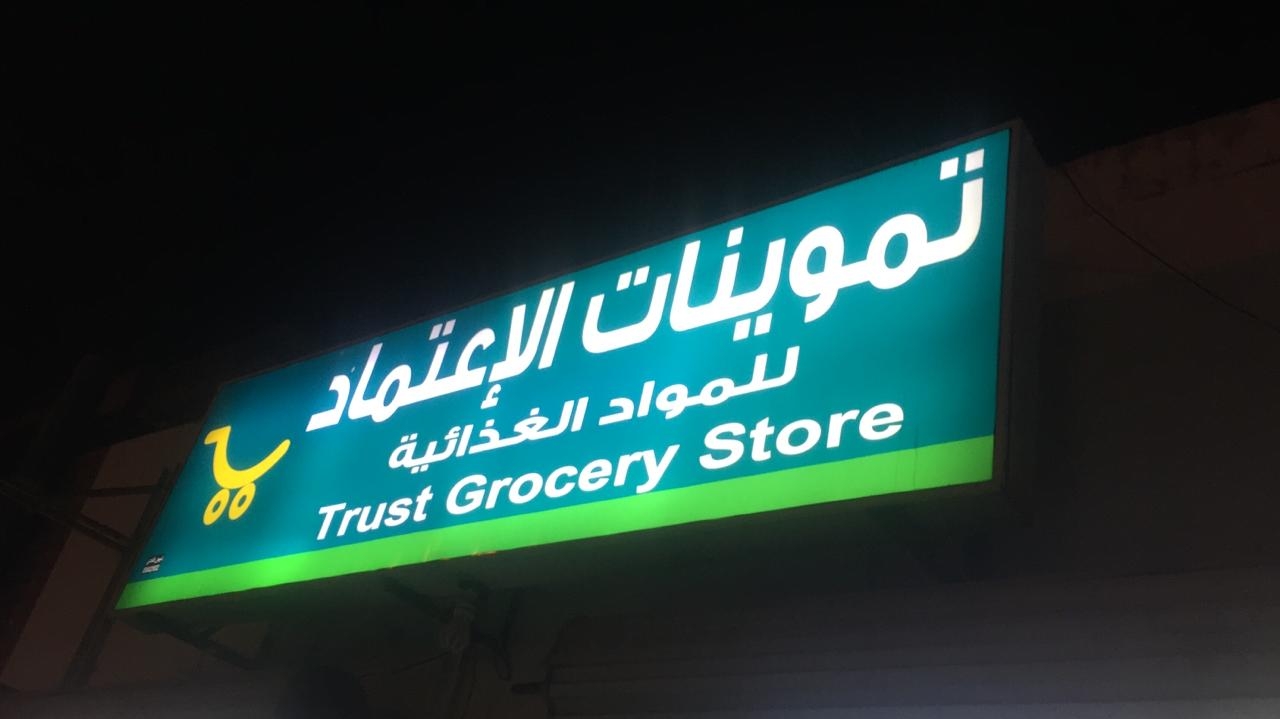 تموينات الإعتماد
للمواد الغذائية
Trust Grocery Store